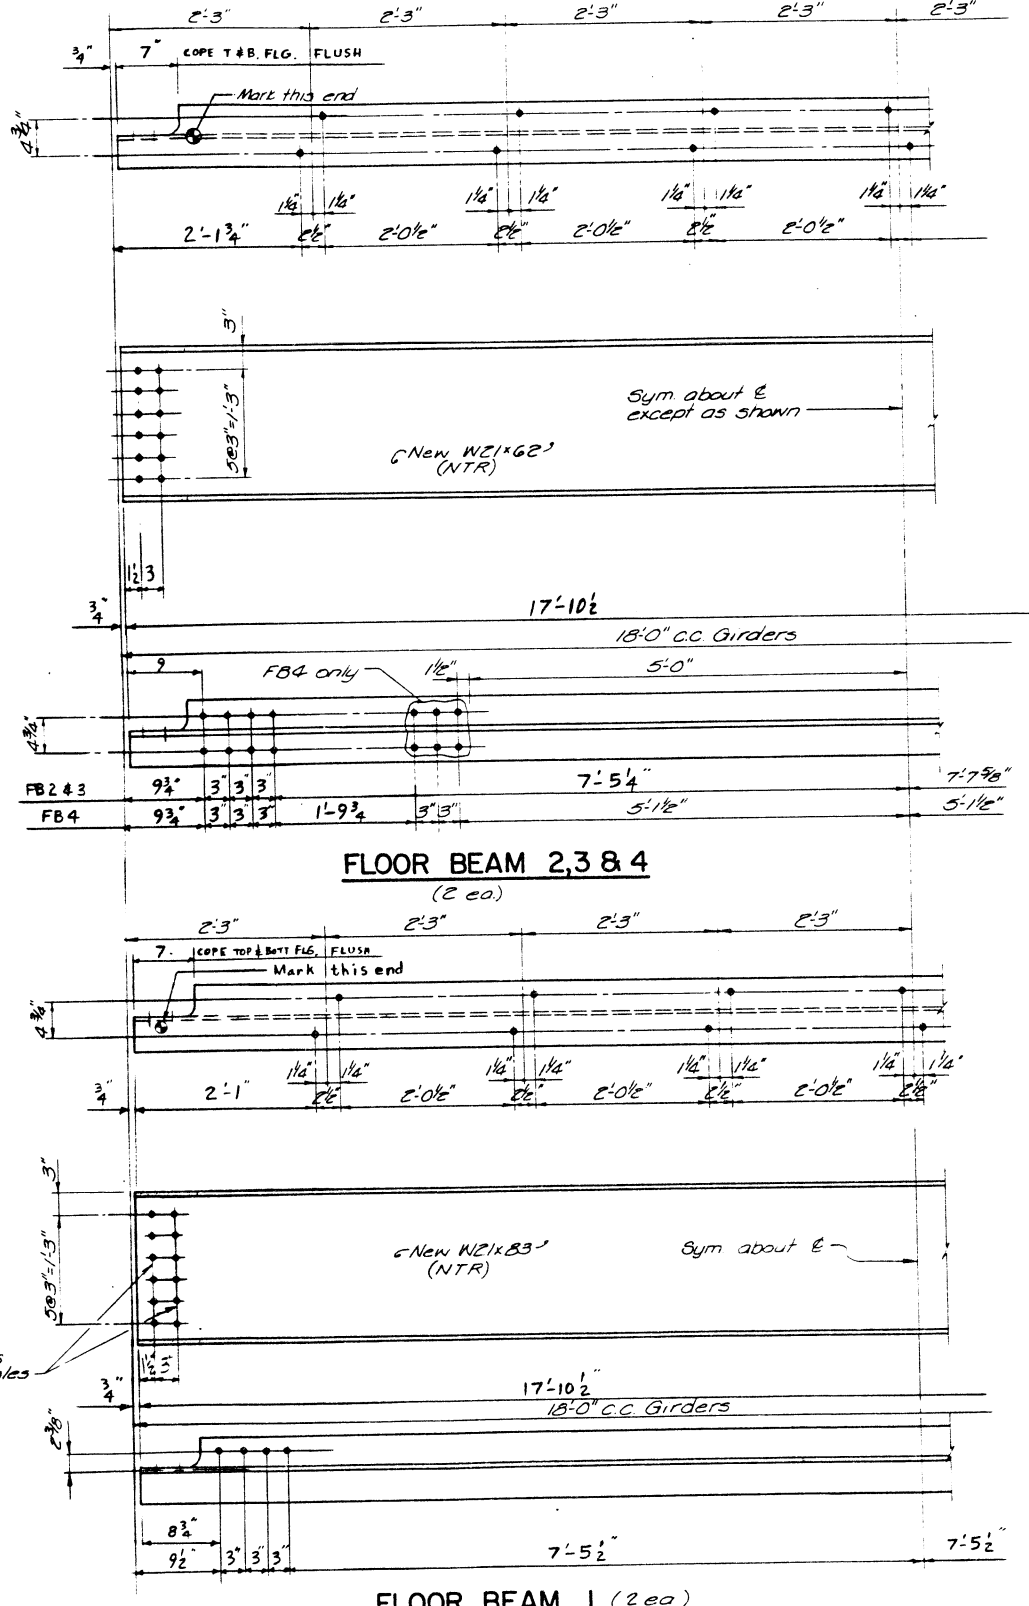 2'-3" 2'-3" 2'-3" 2'-3" 2'-3"
3/4" 7" COPE T & B. FLG. FLUSH
Mark this end
4 3/4"
1 1/4" 1 1/4" 1 1/4" 1 1/4" 1 1/4" 1 1/4" 1 1/4" 1 1/4"
2'-1 3/4" 2 1/2" 2'-0 1/2" 2 1/2" 2'-0 1/2" 2 1/2" 2'-0 1/2"
3"
5@3"=1'-3"
Sym. about ℄
except as shown
New W21x62
(NTR)
1 1/2 3
3/4" 17'-10 1/2
18'-0" c.c. Girders
9 FB4 only 1 1/2" 5'-0"
4 3/4"
FB 2 & 3 9 3/4" 3" 3" 3" 7'-5 1/4" 7'-7 5/8"
FB 4 9 3/4" 3" 3" 3" 1'-9 3/4 3" 3" 5'-1 1/2" 5'-1 1/2"
FLOOR BEAM 2,3 & 4
(2 ea.)
2'-3" 2'-3" 2'-3" 2'-3"
7. COPE TOP & BOTT FLG. FLUSH
Mark this end
4 3/4"
1 1/4" 1 1/4" 1 1/4" 1 1/4" 1 1/4" 1 1/4" 1 1/4" 1 1/4"
3/4" 2'-1" 2 1/2" 2'-0 1/2" 2 1/2" 2'-0 1/2" 2 1/2" 2'-0 1/2" 2 1/2"
3"
5@3"=1'-3"
New W21x83
(NTR)
Sym. about ℄
1 1/2 3"
3/4" 17'-10 1/2"
18'-0" c.c. Girders
2 3/8"
8 3/4"
9 1/2" 3" 3" 3" 7'-5 1/2" 7'-5 1/2"
FLOOR BEAM 1 (2 ea)